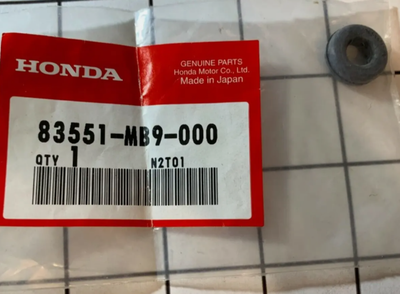 HONDA
GENUINE PARTS
Honda Motor Co., Ltd.
Made in Japan
83551-MB9-000
QTY 1
N2T01